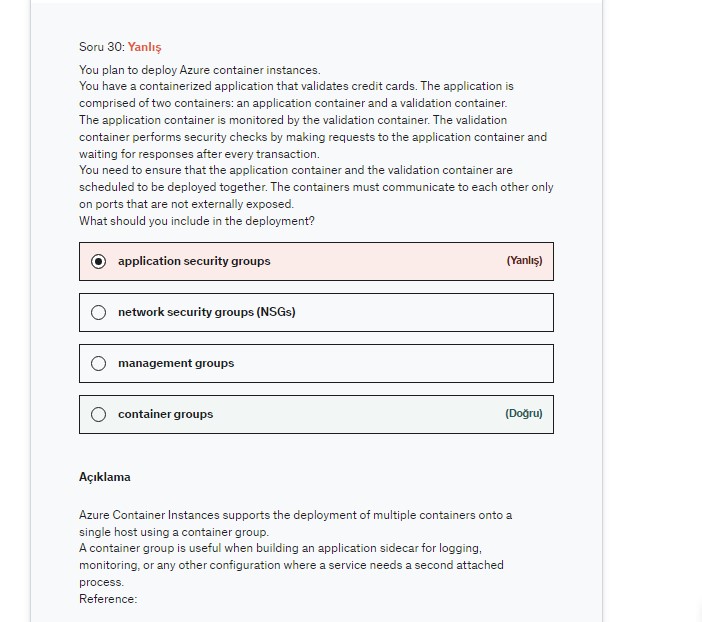 Soru 30: Yanlış
You plan to deploy Azure container instances.
You have a containerized application that validates credit cards. The application is
comprised of two containers: an application container and a validation container.
The application container is monitored by the validation container. The validation
container performs security checks by making requests to the application container and
waiting for responses after every transaction.
You need to ensure that the application container and the validation container are
scheduled to be deployed together. The containers must communicate to each other only
on ports that are not externally exposed.
What should you include in the deployment?
application security groups (Yanlış)
network security groups (NSGs)
management groups
container groups (Doğru)
Açıklama
Azure Container Instances supports the deployment of multiple containers onto a
single host using a container group.
A container group is useful when building an application sidecar for logging,
monitoring, or any other configuration where a service needs a second attached
process.
Reference: